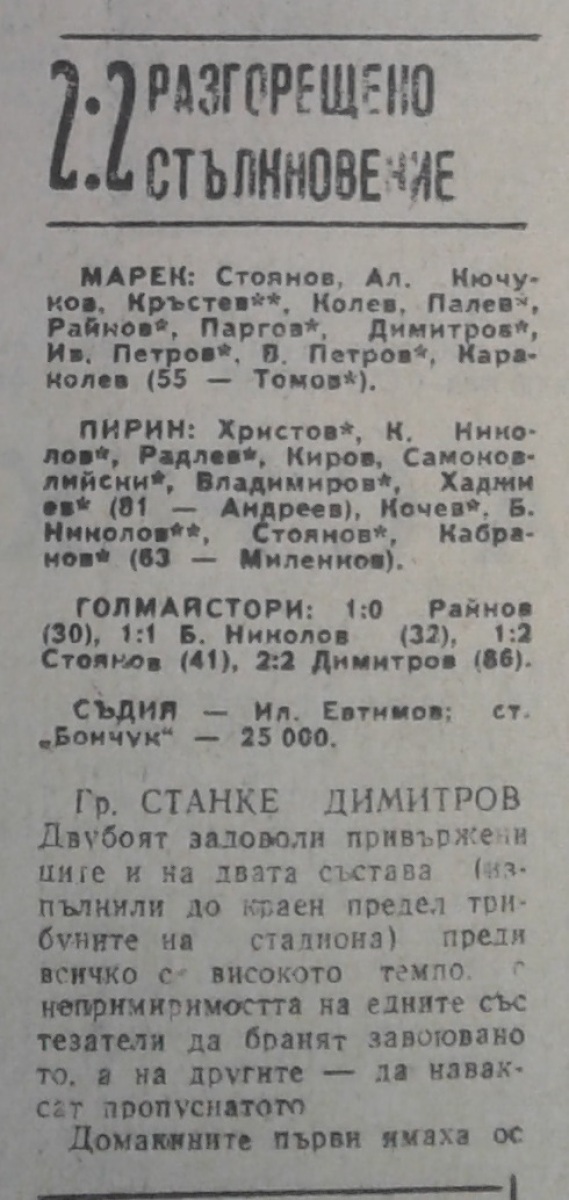 2:2 РАЗГОРЕЩЕНО
СТЪЛКНОВЕНИЕ
МАРЕК: Стоянов, Ал. Кючу-
ков, Кръстев**, Колев, Палев*,
Райнов*, Паргов*, Димитров*,
Ив. Петров*, В. Петров*, Кара-
колев (55 — Томов*).
ПИРИН: Христов*, К. Нико-
лов*, Радлев*, Киров, Самоков-
лийски*, Владимиров*, Хаджи
ев* (81 — Андреев), Кочев*, Б.
Николов**, Стоянов*, Кабра-
нов* (63 — Миленков).
ГОЛМАЙСТОРИ: 1:0 Райнов
(30), 1:1 Б. Николов (32), 1:2
Стоянов (41), 2:2 Димитров (86).
СЪДИЯ — Ил. Евтимов; ст.
„Бончук“ — 25 000.
Гр. СТАНКЕ ДИМИТРОВ
Двубоят задоволи привържени
ците и на двата състава (из-
пълнили до краен предел три-
буните на стадиона) преди
всичко с високото темпо, с
непримиримостта на едните със
тезатели да бранят завоювано
то, а на другите — да навак-
сат пропуснатото
Домакините първи имаха ос